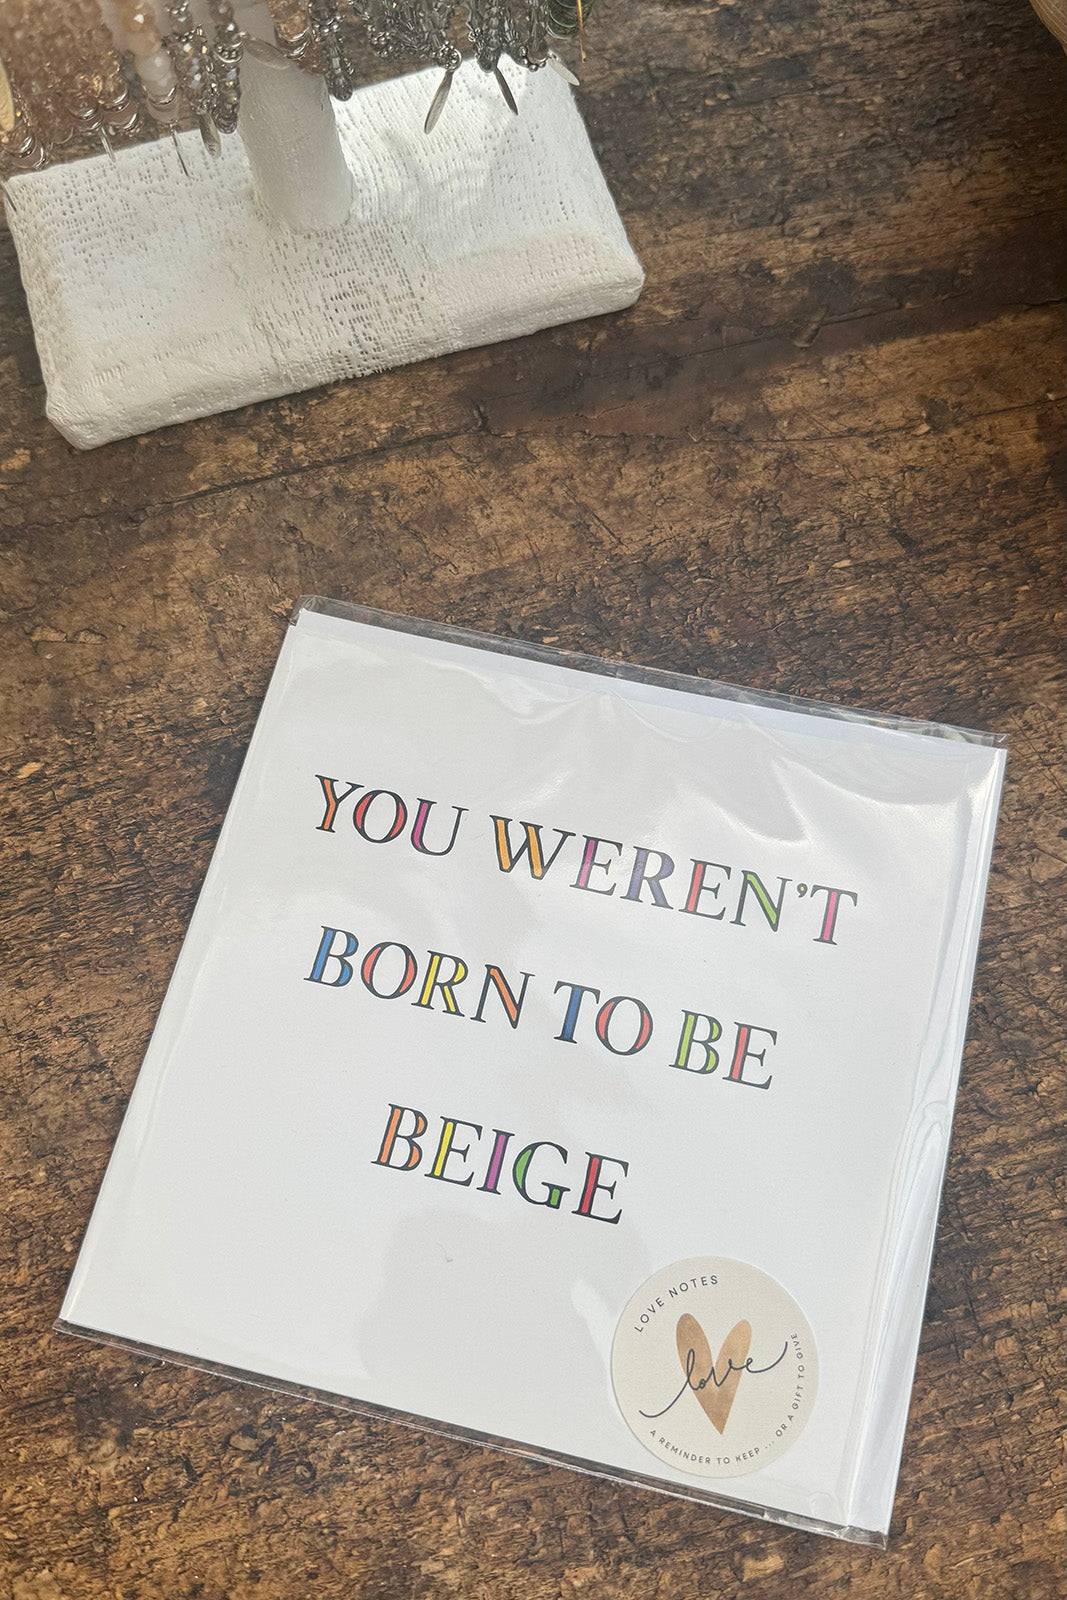 YOU WEREN'T
BORN TO BE
BEIGE
LOVE NOTES
love
A REMINDER TO KEEP ... OR A GIFT TO GIVE